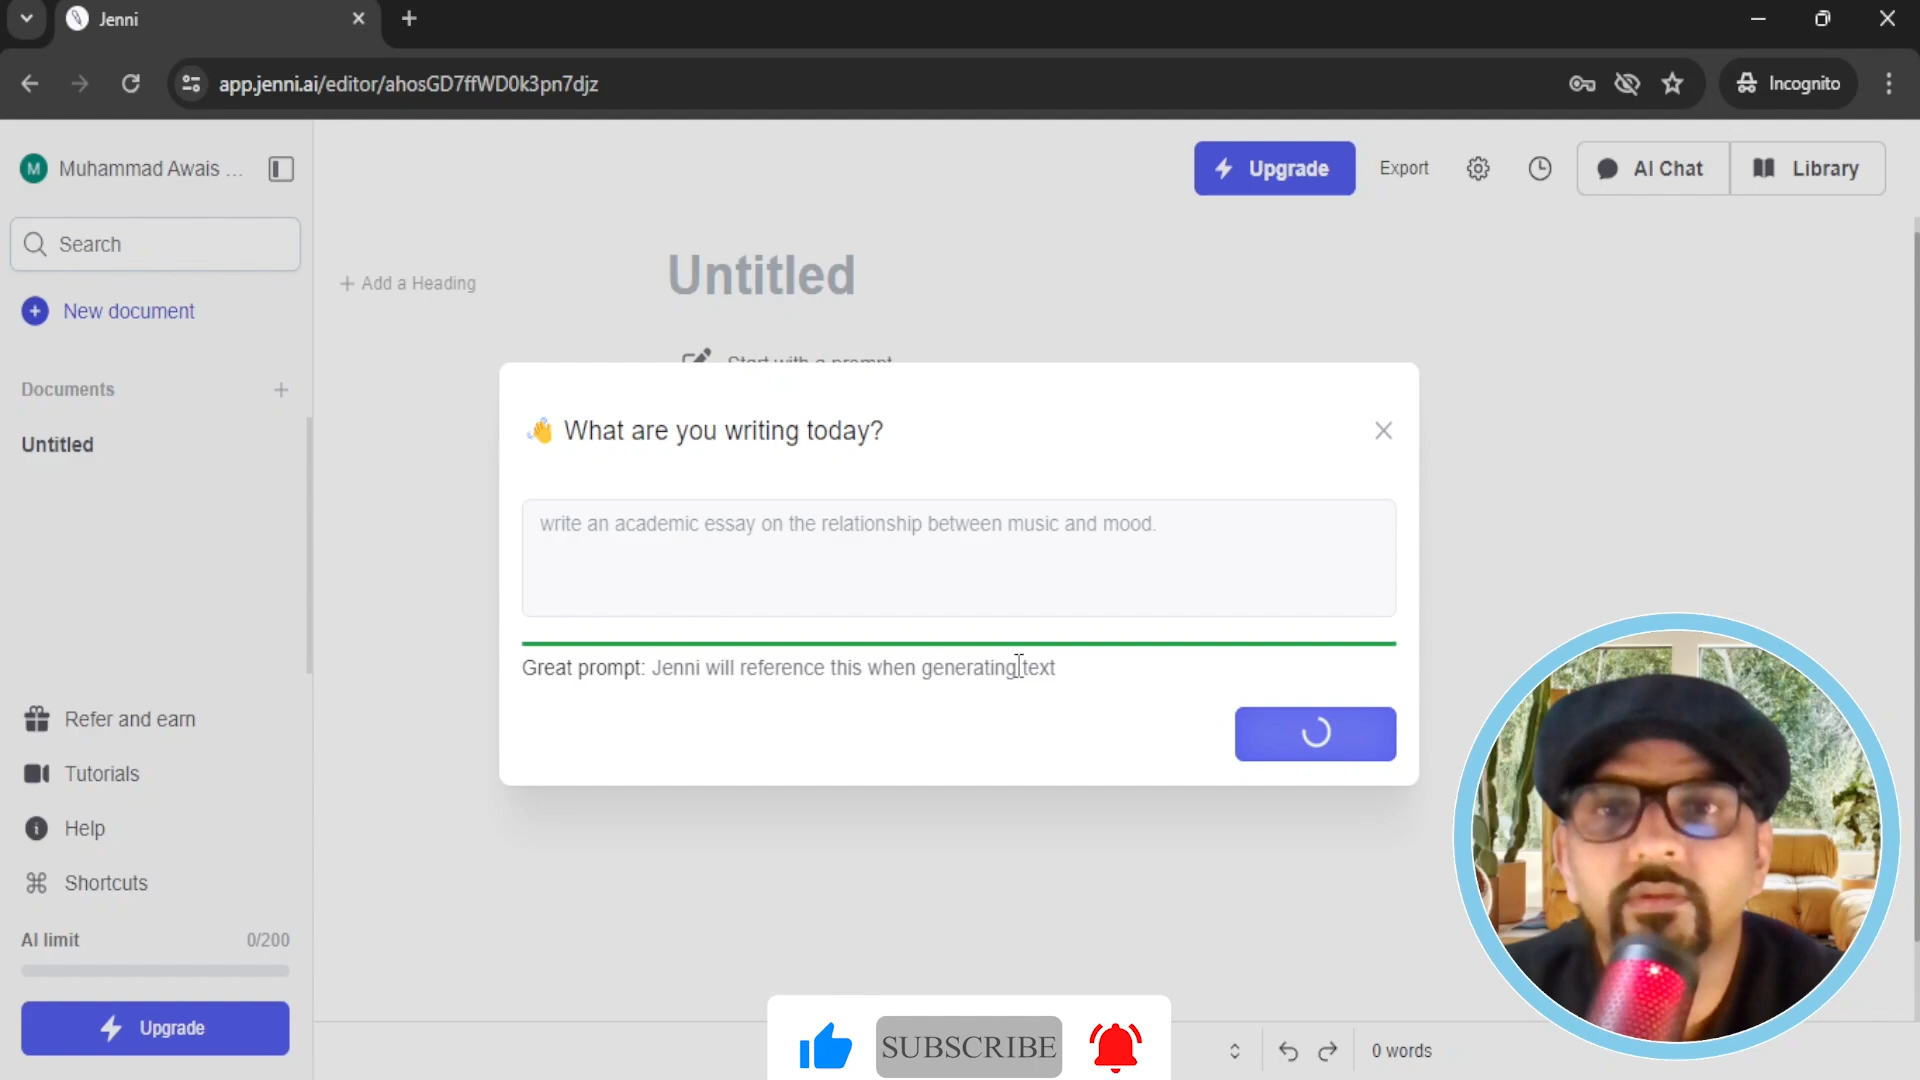 Jenni
app.jenni.ai/editor/ahosGD7ffWD0k3pn7djz
Incognito
M
Muhammad Awais ...
Upgrade
Export
AI Chat
Library
Search
New document
+ Add a Heading
Untitled
Start with a prompt
Documents
Untitled
👋 What are you writing today?
write an academic essay on the relationship between music and mood.
Great prompt: Jenni will reference this when generating text
Refer and earn
Tutorials
Help
Shortcuts
AI limit 0/200
Upgrade
SUBSCRIBE
0 words